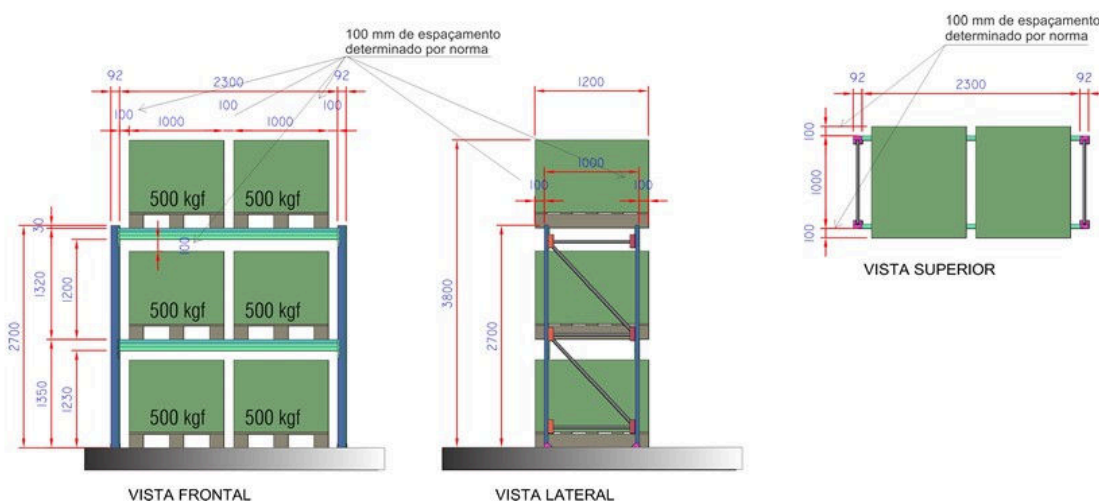 100 mm de espaçamento
determinado por norma
92
2300
92
100
100
100
1000
1000
500 kgf
500 kgf
30
100
2700
1320
1200
500 kgf
500 kgf
1350
1230
500 kgf
500 kgf
VISTA FRONTAL
1200
1000
100
100
3800
2700
VISTA LATERAL
100 mm de espaçamento
determinado por norma
92
2300
92
100
1000
100
VISTA SUPERIOR